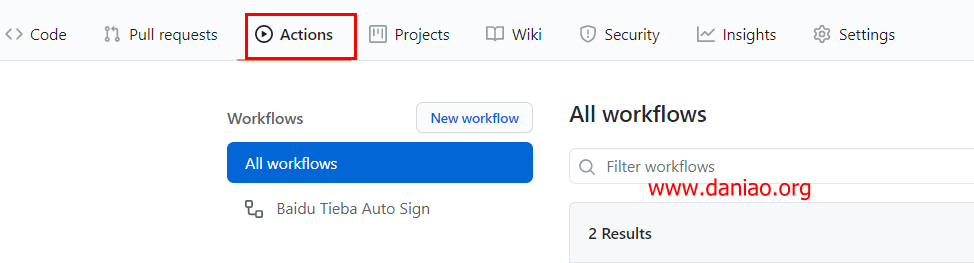 Code Pull requests Actions Projects Wiki Security Insights Settings
Workflows New workflow
All workflows
Baidu Tieba Auto Sign
All workflows
Filter workflows
www.daniao.org
2 Results